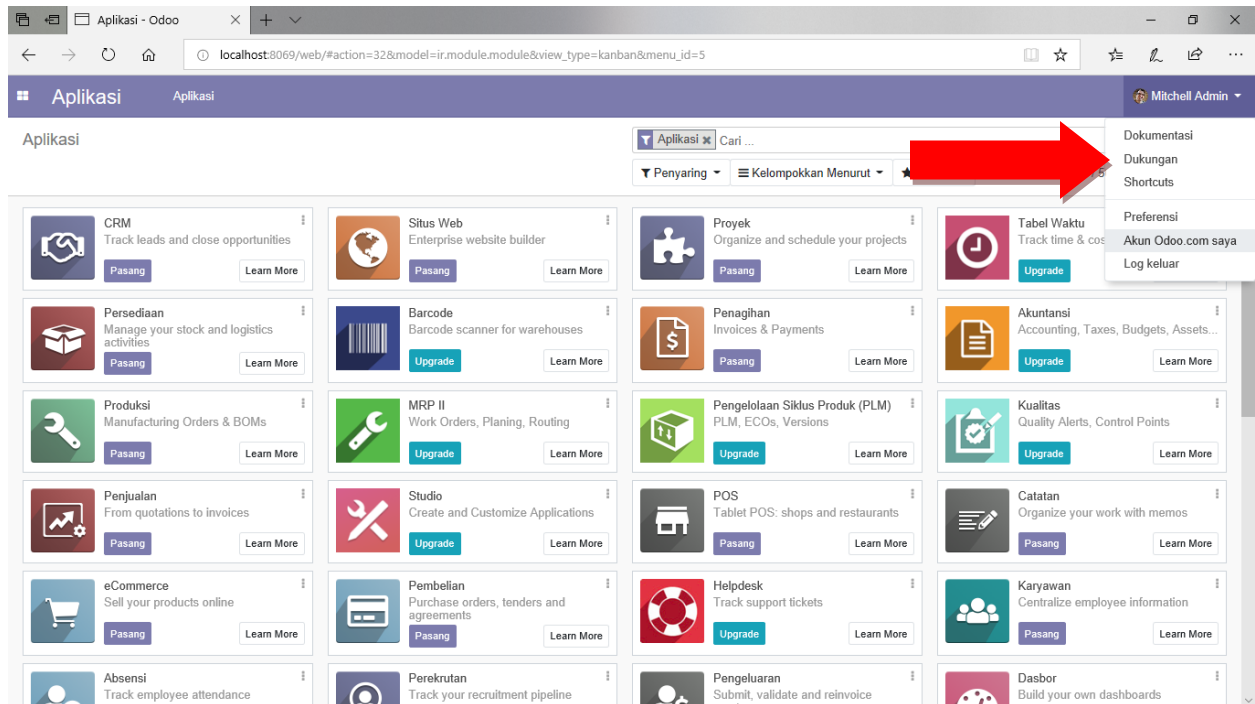 Aplikasi - Odoo
localhost:8069/web/#action=32&model=ir.module.module&view_type=kanban&menu_id=5
Aplikasi
Aplikasi
Mitchell Admin
Aplikasi
Aplikasi
Cari ...
Penyaring
Kelompokkan Menurut
Dokumentasi
Dukungan
Shortcuts
Preferensi
Akun Odoo.com saya
Log keluar
CRM
Track leads and close opportunities
Pasang
Learn More
Situs Web
Enterprise website builder
Pasang
Learn More
Proyek
Organize and schedule your projects
Pasang
Learn More
Tabel Waktu
Track time & cos
Upgrade
Persediaan
Manage your stock and logistics
activities
Pasang
Learn More
Barcode
Barcode scanner for warehouses
Upgrade
Learn More
Penagihan
Invoices & Payments
Pasang
Learn More
Akuntansi
Accounting, Taxes, Budgets, Assets...
Upgrade
Learn More
Produksi
Manufacturing Orders & BOMs
Pasang
Learn More
MRP II
Work Orders, Planing, Routing
Upgrade
Learn More
Pengelolaan Siklus Produk (PLM)
PLM, ECOs, Versions
Upgrade
Learn More
Kualitas
Quality Alerts, Control Points
Upgrade
Learn More
Penjualan
From quotations to invoices
Pasang
Learn More
Studio
Create and Customize Applications
Upgrade
Learn More
POS
Tablet POS: shops and restaurants
Pasang
Learn More
Catatan
Organize your work with memos
Pasang
Learn More
eCommerce
Sell your products online
Pasang
Learn More
Pembelian
Purchase orders, tenders and
agreements
Pasang
Learn More
Helpdesk
Track support tickets
Upgrade
Learn More
Karyawan
Centralize employee information
Pasang
Learn More
Absensi
Track employee attendance
Perekrutan
Track your recruitment pipeline
Pengeluaran
Submit, validate and reinvoice
Dasbor
Build your own dashboards